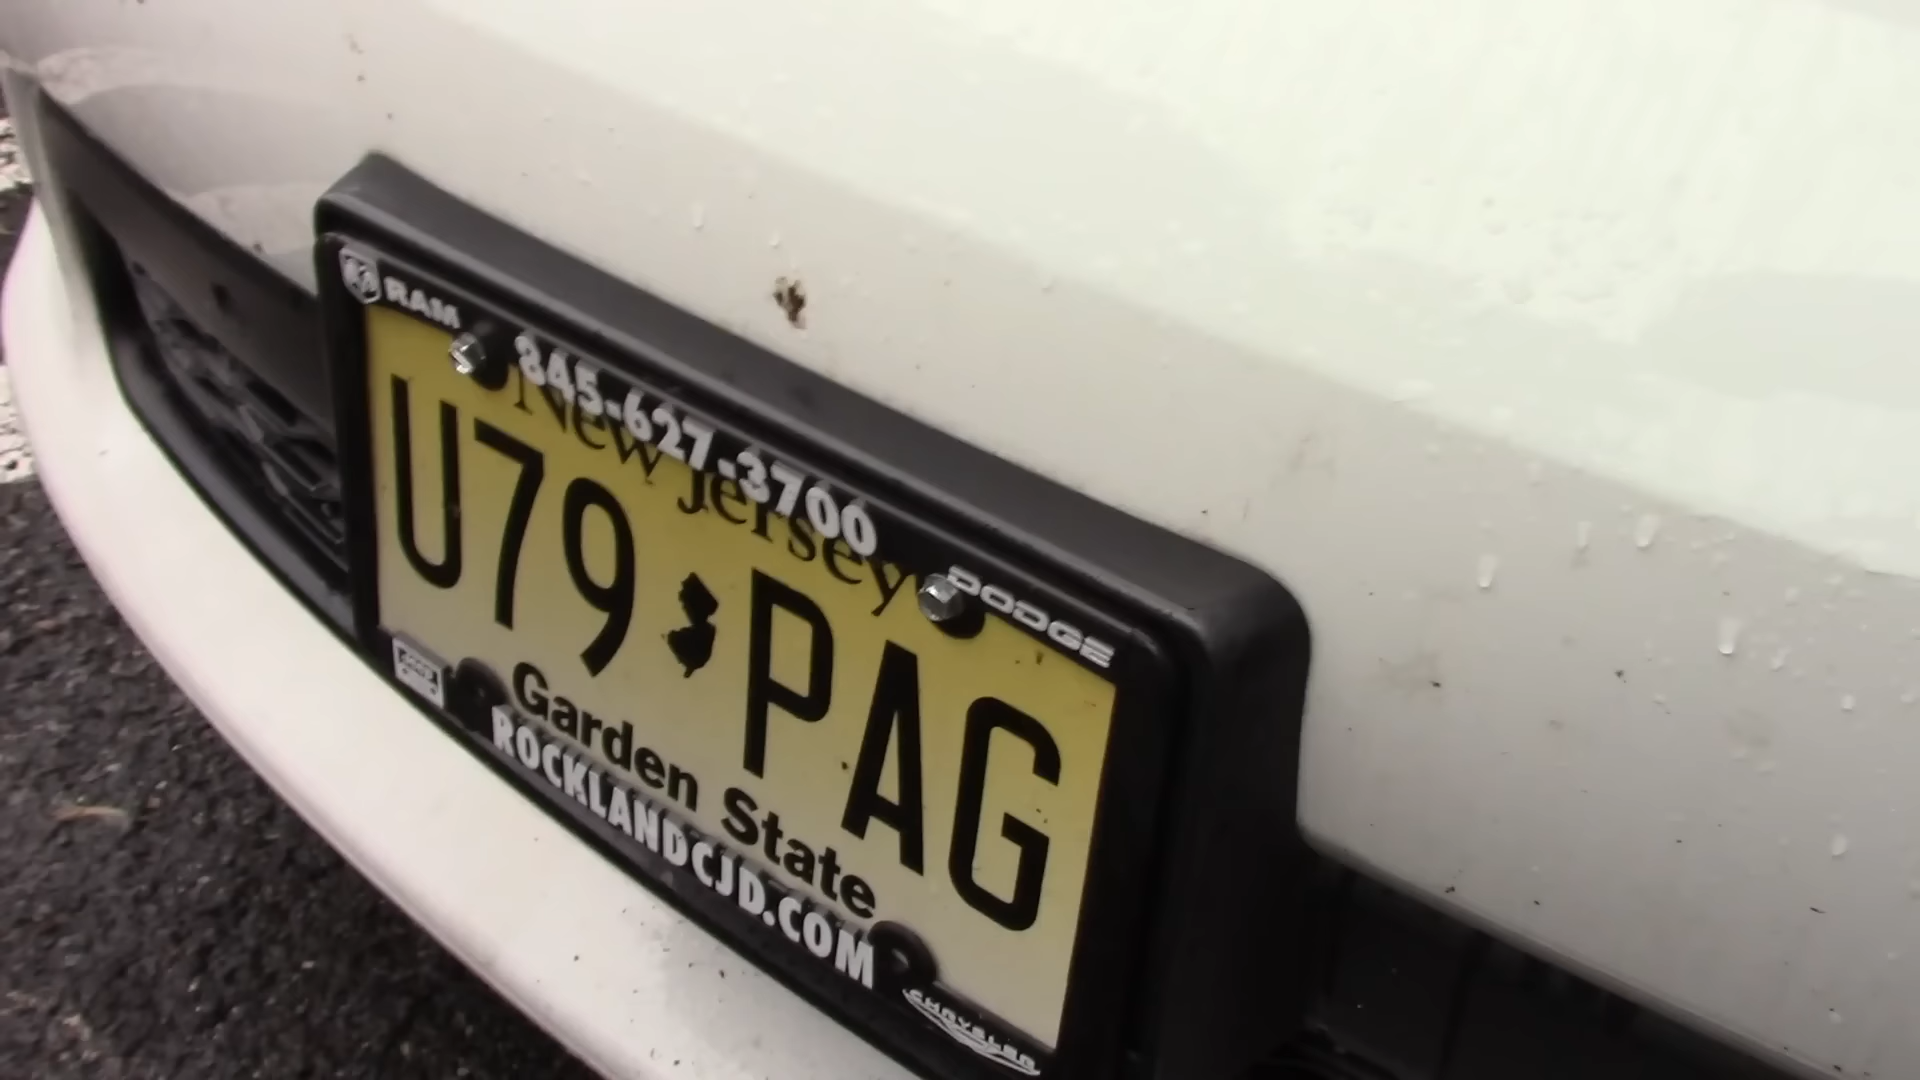 RAM
845-627-3700
New Jersey
DODGE
U79 PAG
Garden State
ROCKLANDCJD.COM
CHRYSLER